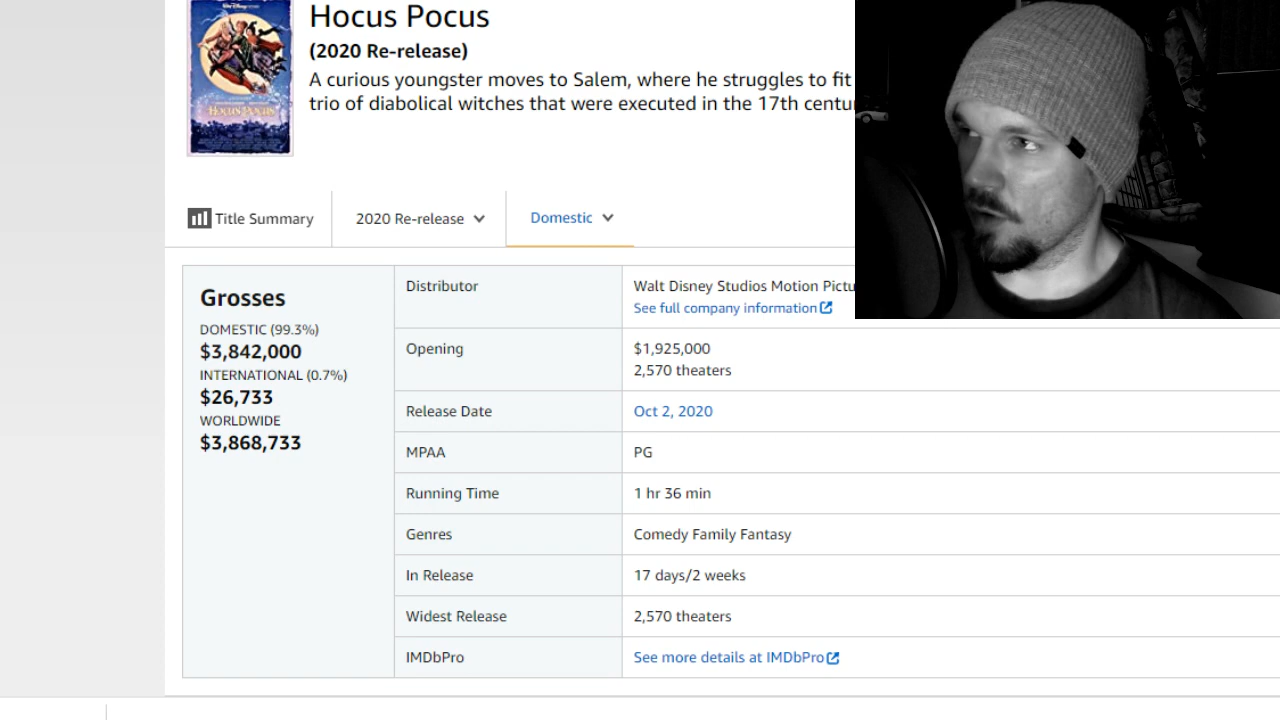 Hocus Pocus
(2020 Re-release)
A curious youngster moves to Salem, where he struggles to fit
trio of diabolical witches that were executed in the 17th
HOCUS POCUS
Title Summary
2020 Re-release
Domestic
Grosses
DOMESTIC (99.3%)
$3,842,000
INTERNATIONAL (0.7%)
$26,733
WORLDWIDE
$3,868,733
Distributor
Walt Disney Studios Motion
See full company information
Opening
$1,925,000
2,570 theaters
Release Date
Oct 2, 2020
MPAA
PG
Running Time
1 hr 36 min
Genres
Comedy Family Fantasy
In Release
17 days/2 weeks
Widest Release
2,570 theaters
IMDbPro
See more details at IMDbPro